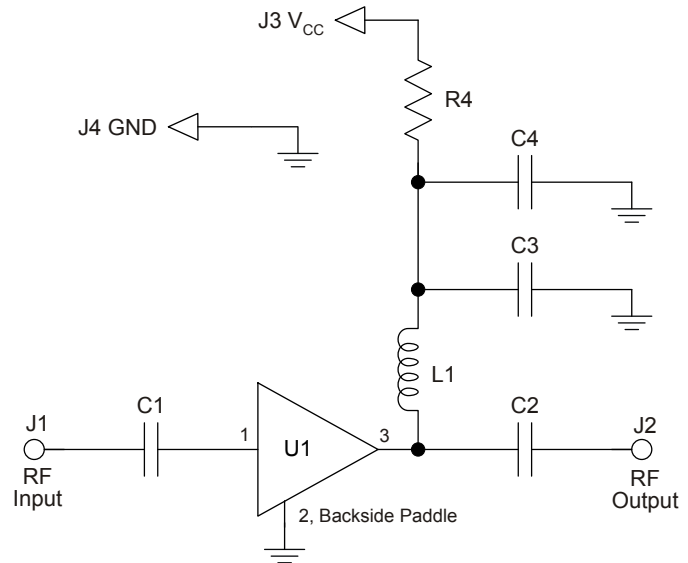 J3 VCC
R4
J4 GND
C4
C3
L1
C1
C2
J1
J2
1
U1
3
RF
Input
RF
Output
2, Backside Paddle